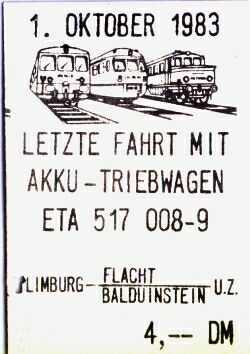 1. OKTOBER 1983
LETZTE FAHRT MIT
AKKU-TRIEBWAGEN
ETA 517 008-9
LIMBURG-FLACHT
BALDUINSTEIN U.Z.
4,-- DM